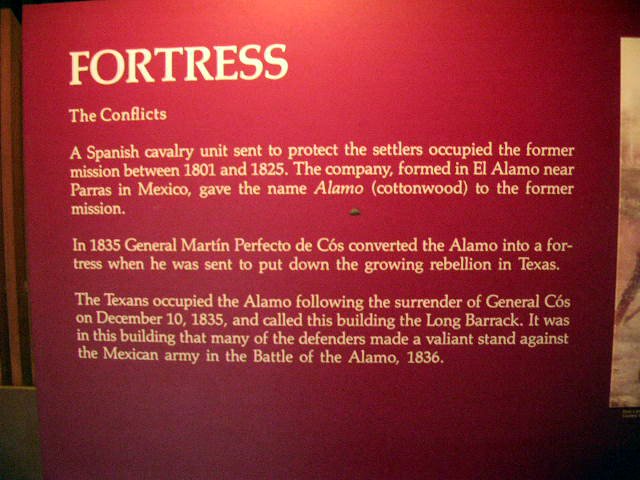 FORTRESS
The Conflicts
A Spanish cavalry unit sent to protect the settlers occupied the former
mission between 1801 and 1825. The company, formed in El Alamo near
Parras in Mexico, gave the name Alamo (cottonwood) to the former
mission.
In 1835 General Martín Perfecto de Cós converted the Alamo into a for-
tress when he was sent to put down the growing rebellion in Texas.
The Texans occupied the Alamo following the surrender of General Cós
on December 10, 1835, and called this building the Long Barrack. It was
in this building that many of the defenders made a valiant stand against
the Mexican army in the Battle of the Alamo, 1836.